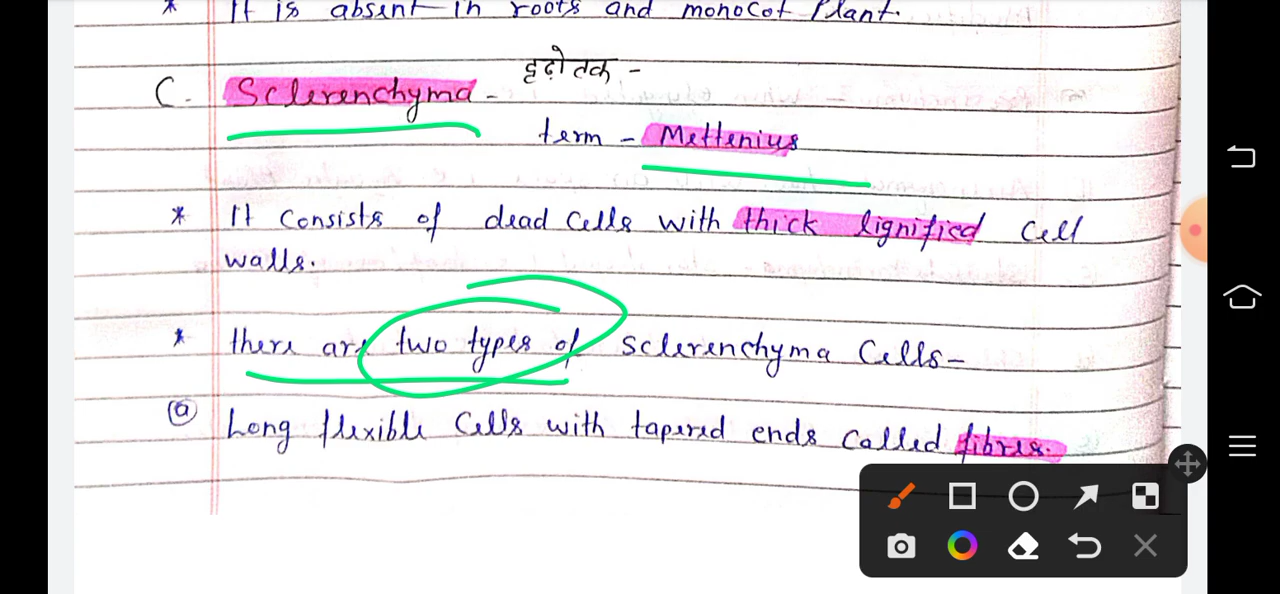 * It is absent in roots and monocot Plant.
C. Sclerenchyma - दृढ़ोतक -
term - Mettenius
* It consists of dead cells with thick lignified cell
walls.
* there are two types of sclerenchyma Cells-
(a) Long flexible Cells with tapered ends called fibres.